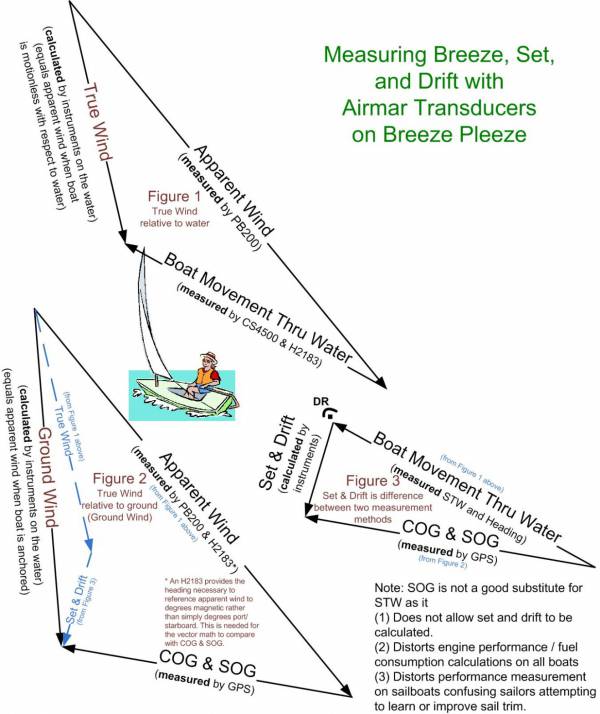 Measuring Breeze, Set,
and Drift with
Airmar Transducers
on Breeze Pleeze
True Wind
(calculated by instruments on the water)
(equals apparent wind when boat
is motionless with respect to water)
Apparent Wind
(measured by PB200)
Figure 1
True Wind
relative to water
Boat Movement Thru Water
(measured by CS4500 & H2183)
Ground Wind
(calculated by instruments on the water)
(equals apparent wind when boat is anchored)
(from Figure 1 above)
True Wind
Set & Drift
(from Figure 3)
Figure 2
True Wind
relative to ground
(Ground Wind)
Apparent Wind
(measured by PB200 & H2183*)
(from Figure 1 above)
* An H2183 provides the
heading necessary to
reference apparent wind to
degrees magnetic rather
than simply degrees port/
starboard. This is needed for
the vector math to compare
with COG & SOG.
COG & SOG
(measured by GPS)
DR
Set & Drift
(calculated by
instruments)
Figure 3
Set & Drift is difference
between two measurement
methods
(from Figure 1 above)
Boat Movement Thru Water
(measured STW and Heading)
COG & SOG
(measured by GPS)
(from Figure 2)
Note: SOG is not a good substitute for
STW as it
(1) Does not allow set and drift to be
calculated.
(2) Distorts engine performance / fuel
consumption calculations on all boats
(3) Distorts performance measurement
on sailboats confusing sailors attempting
to learn or improve sail trim.